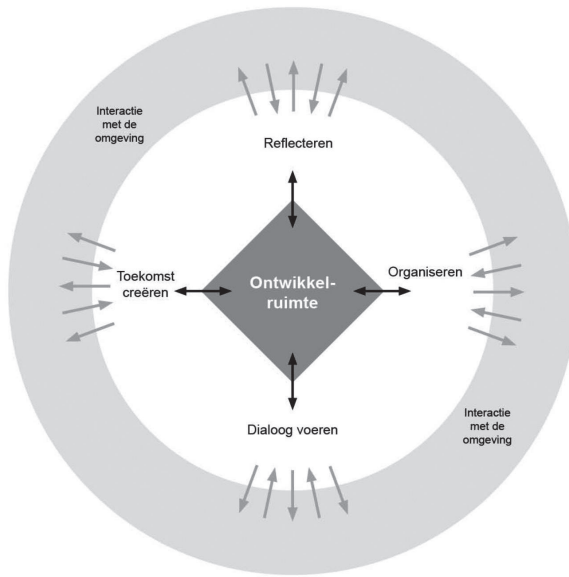 Interactie
met de
omgeving
Reflecteren
Toekomst
creëren
Ontwikkel-
ruimte
Organiseren
Dialoog voeren
Interactie
met de
omgeving